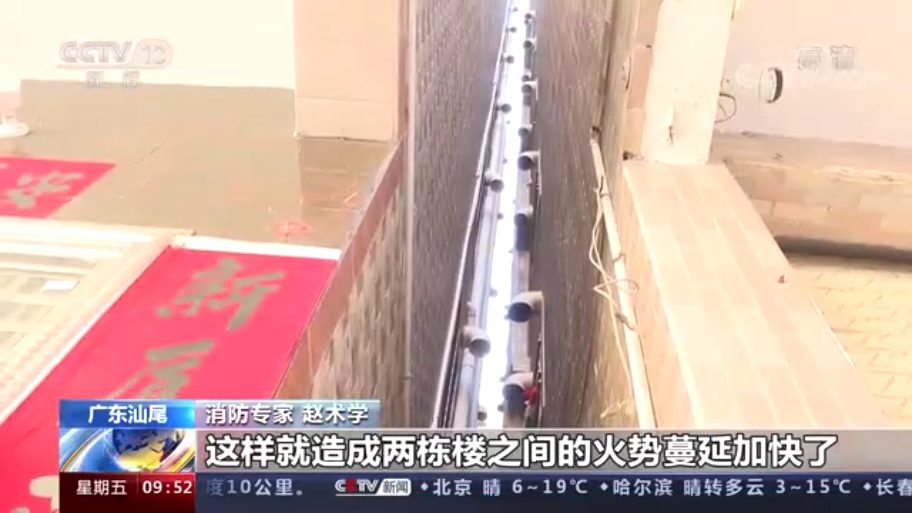 CCTV 13
新闻
高清
新
广东汕尾
消防专家 赵术学
这样就造成两栋楼之间的火势蔓延加快了
星期五 09:52 度10公里。 CCTV新闻 ◆北京 晴 6~19℃ ◆哈尔滨 晴转多云 3~15℃ ◆长春